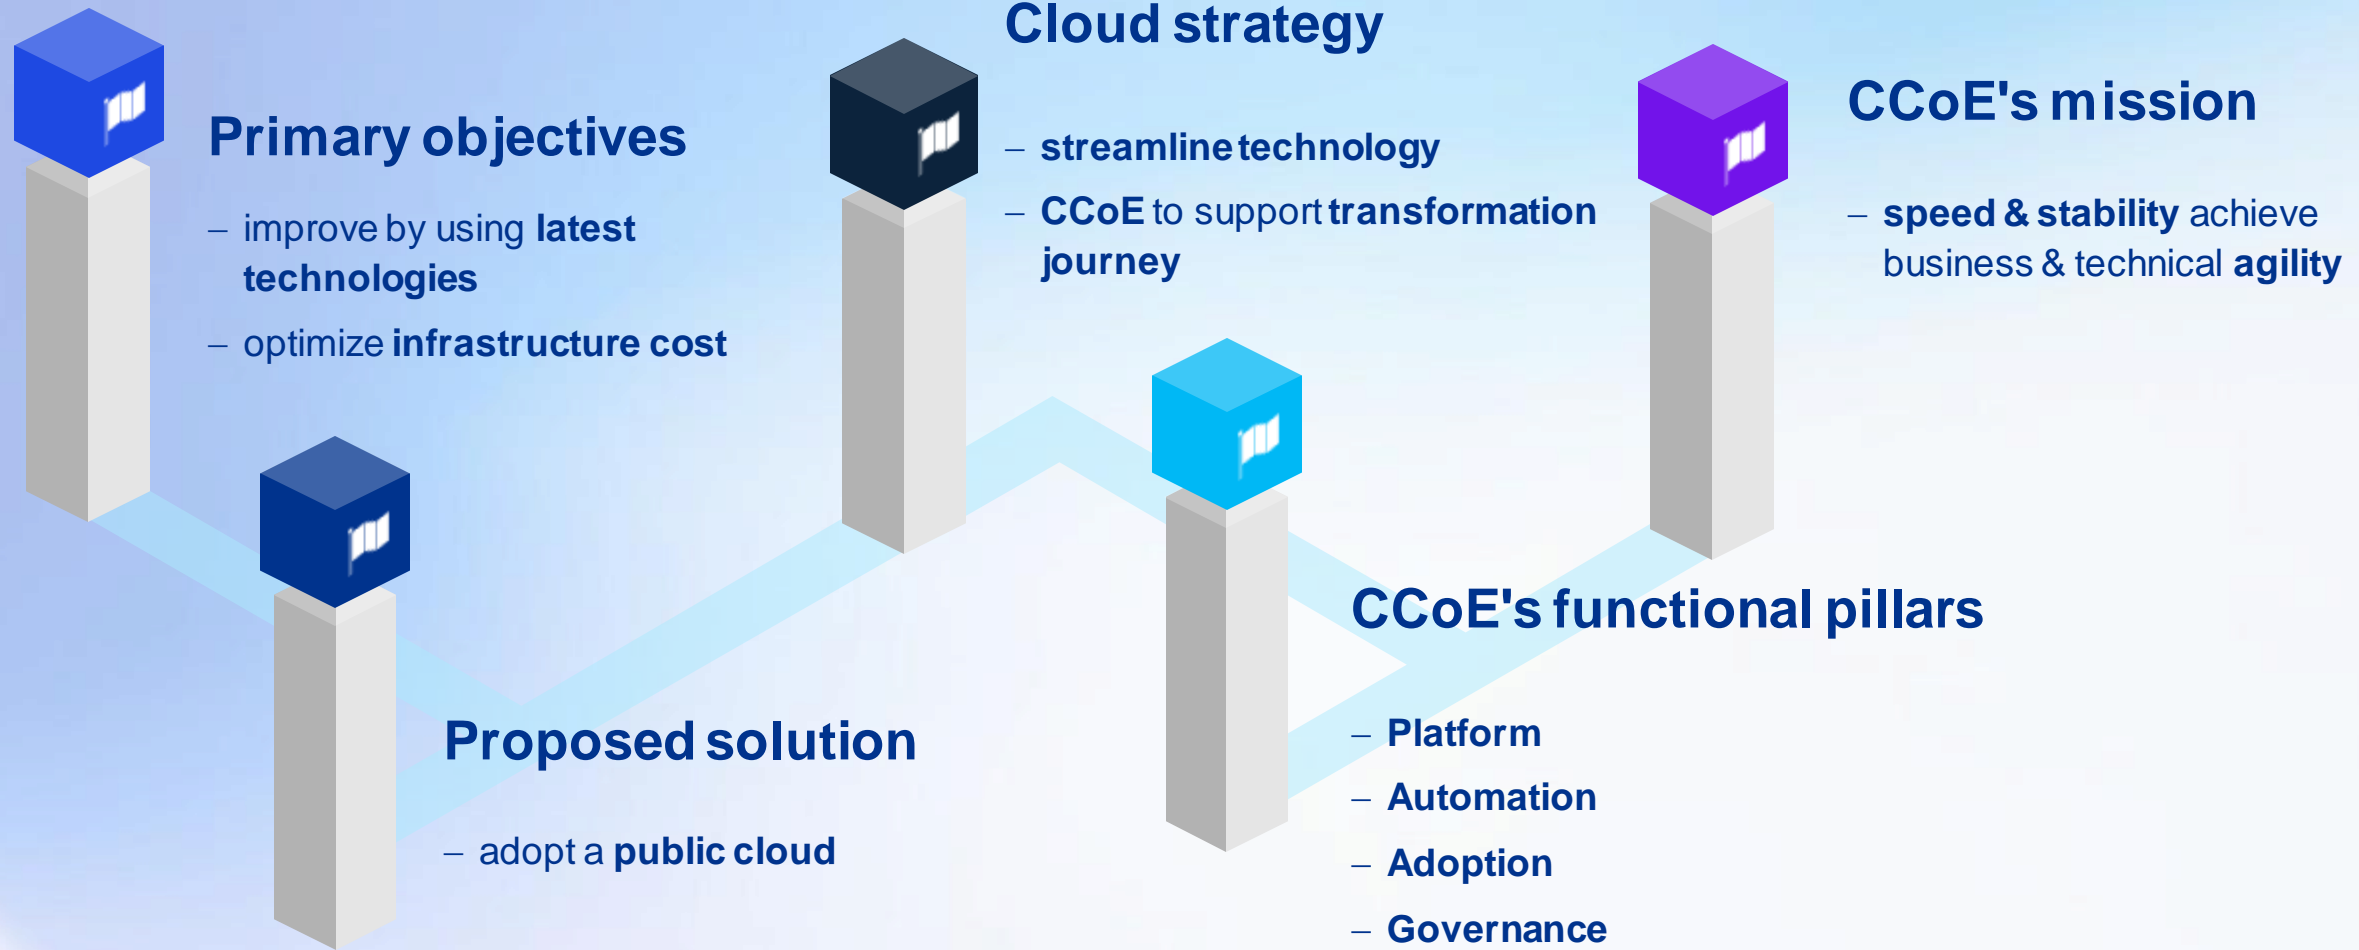 Primary objectives
– improve by using latest
technologies
– optimize infrastructure cost
Proposed solution
– adopt a public cloud
Cloud strategy
– streamline technology
– CCoE to support transformation
journey
CCoE's functional pillars
– Platform
– Automation
– Adoption
– Governance
CCoE's mission
– speed & stability achieve
business & technical agility